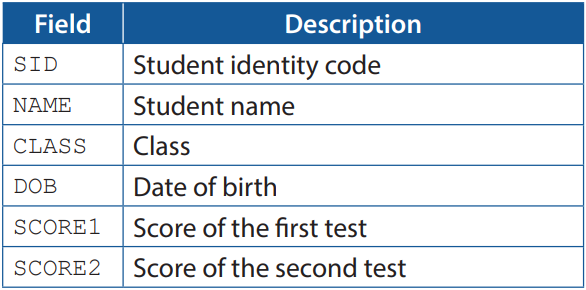 Field Description
SID Student identity code
NAME Student name
CLASS Class
DOB Date of birth
SCORE1 Score of the first test
SCORE2 Score of the second test